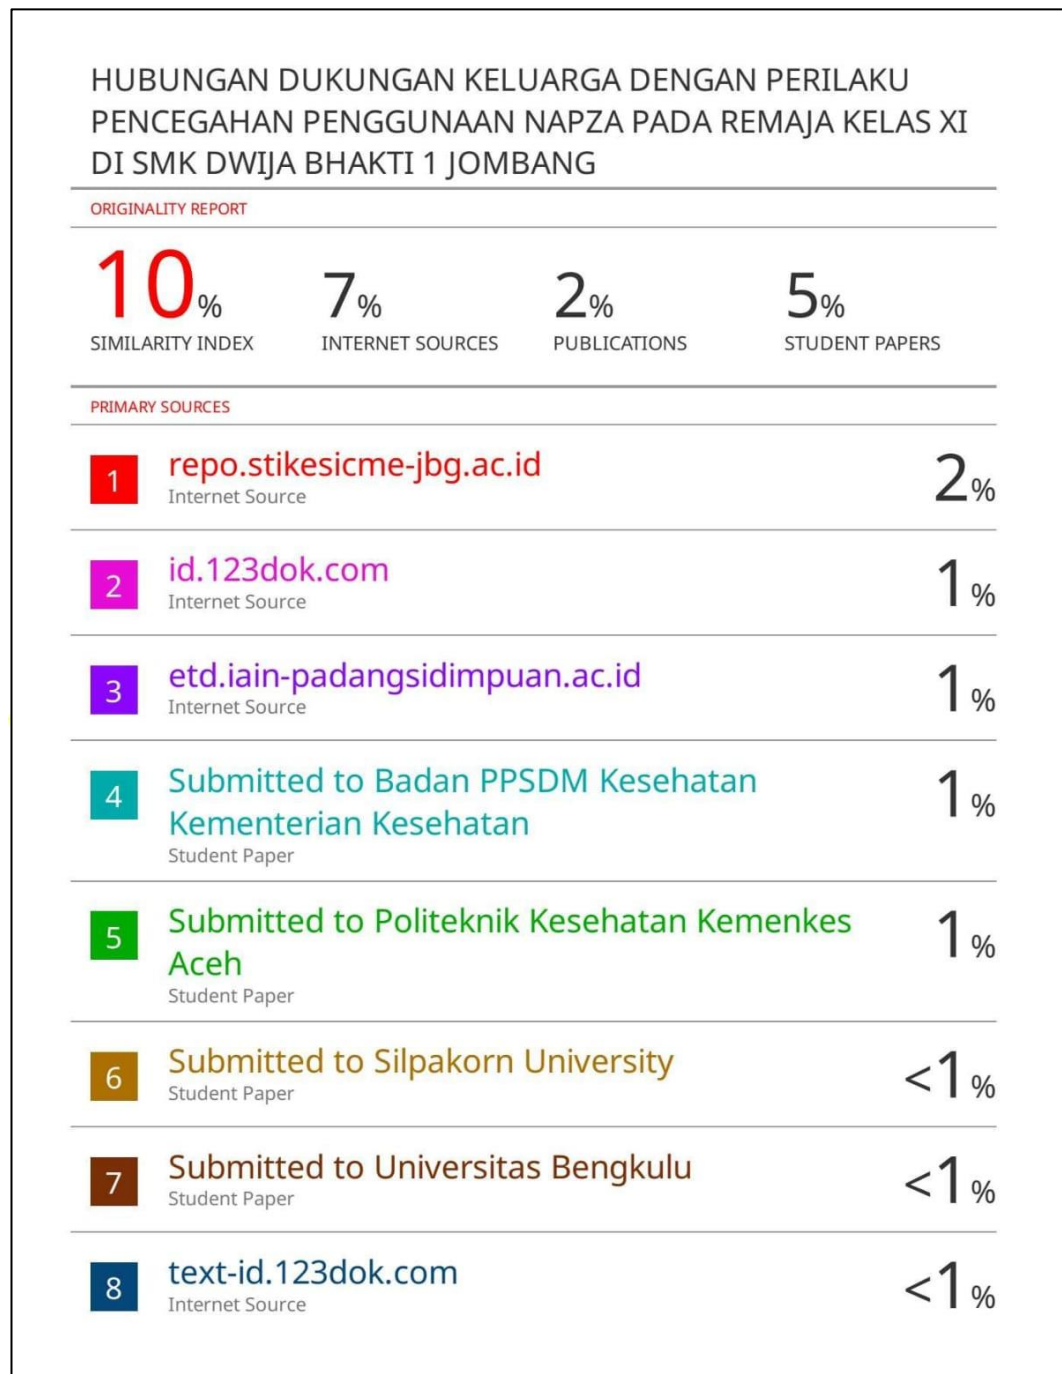 HUBUNGAN DUKUNGAN KELUARGA DENGAN PERILAKU
PENCEGAHAN PENGGUNAAN NAPZA PADA REMAJA KELAS XI
DI SMK DWIJA BHAKTI 1 JOMBANG
ORIGINALITY REPORT
10% 7% 2% 5%
SIMILARITY INDEX INTERNET SOURCES PUBLICATIONS STUDENT PAPERS
PRIMARY SOURCES
1 repo.stikesicme-jbg.ac.id 2%
Internet Source
2 id.123dok.com 1%
Internet Source
3 etd.iain-padangsidimpuan.ac.id 1%
Internet Source
4 Submitted to Badan PPSDM Kesehatan 1%
Kementerian Kesehatan
Student Paper
5 Submitted to Politeknik Kesehatan Kemenkes 1%
Aceh
Student Paper
6 Submitted to Silpakorn University <1%
Student Paper
7 Submitted to Universitas Bengkulu <1%
Student Paper
8 text-id.123dok.com <1%
Internet Source